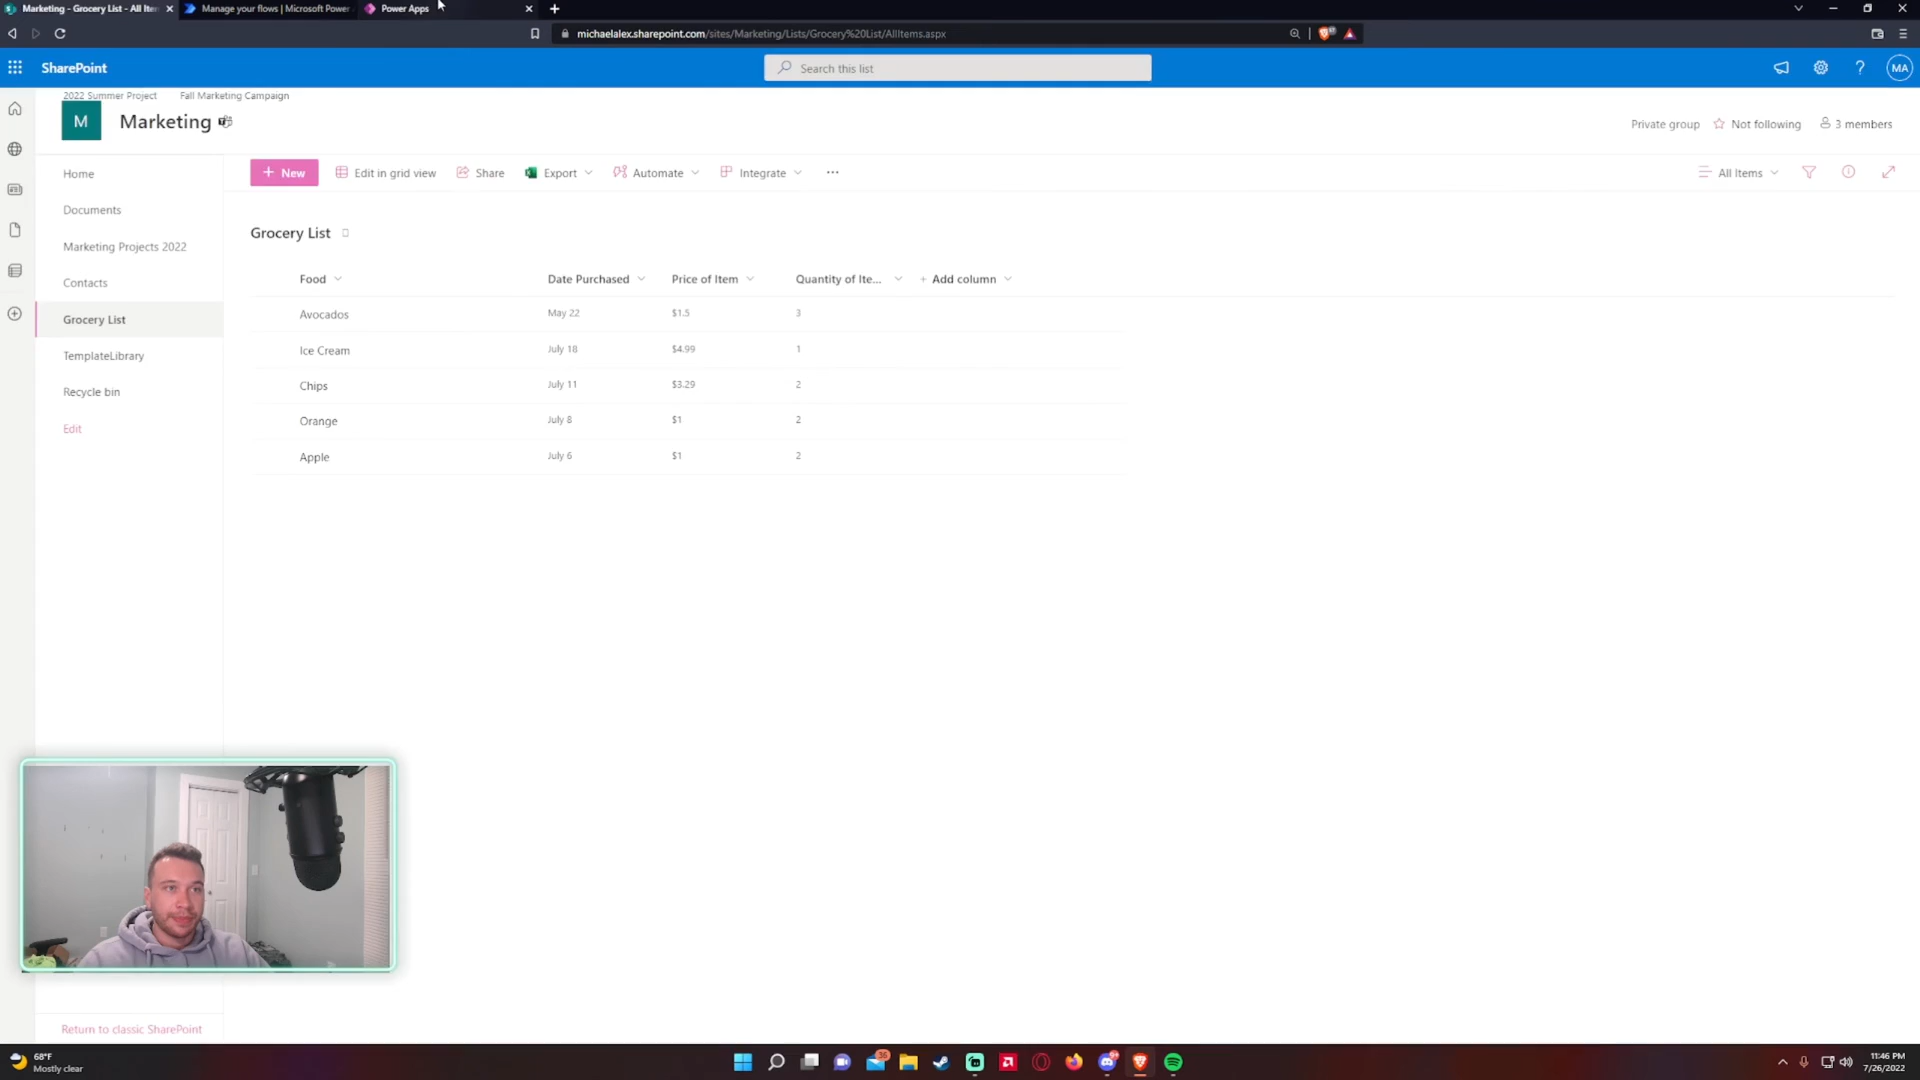 Marketing - Grocery List - All Iter
Manage your flows | Microsoft Power
Power Apps
michaelalex.sharepoint.com/sites/Marketing/Lists/Grocery%20List/AllItems.aspx
SharePoint
Search this list
MA
2022 Summer Project
Fall Marketing Campaign
M
Marketing
Private group
Not following
3 members
Home
Documents
Marketing Projects 2022
Contacts
Grocery List
TemplateLibrary
Recycle bin
Edit
New
Edit in grid view
Share
Export
Automate
Integrate
All Items
Grocery List
Food Date Purchased Price of Item Quantity of Ite... + Add column
Avocados May 22 $1.5 3
Ice Cream July 18 $4.99 1
Chips July 11 $3.29 2
Orange July 8 $1 2
Apple July 6 $1 2
Return to classic SharePoint
68°F
Mostly clear
36
11:46 PM
7/26/2022